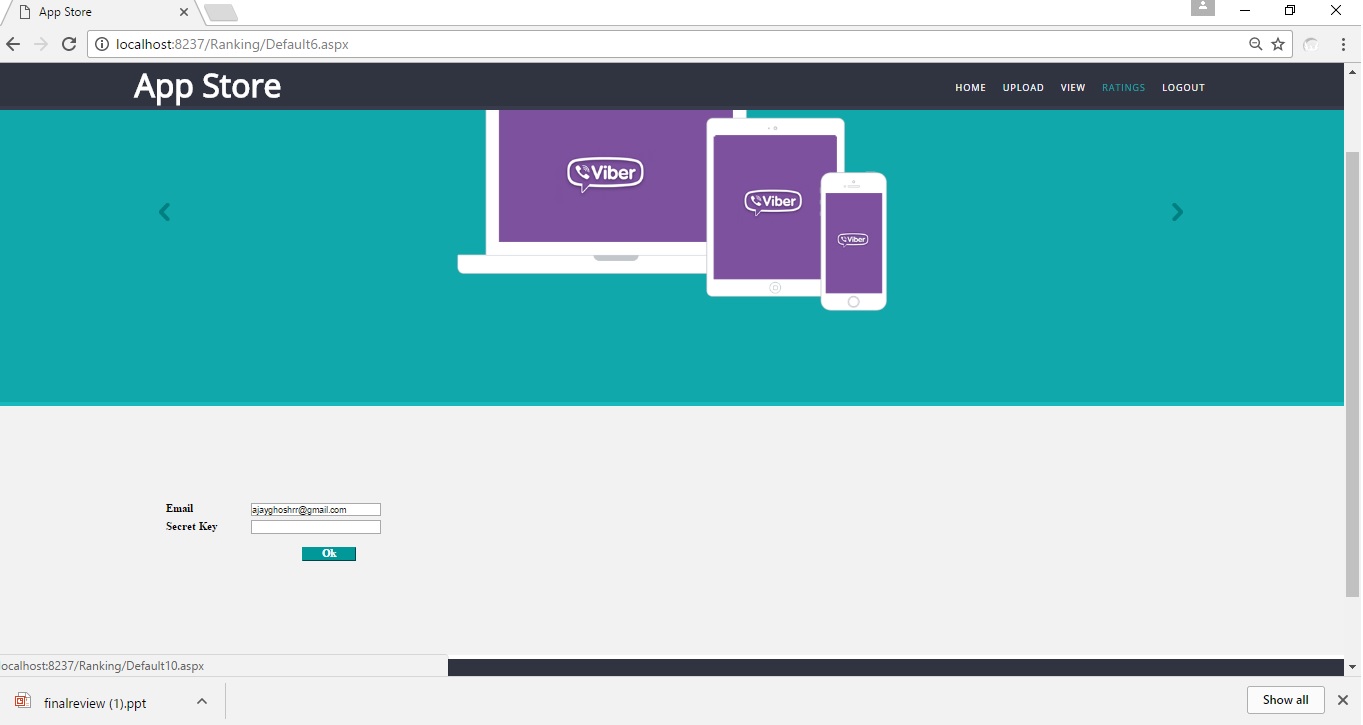 App Store
localhost:8237/Ranking/Default6.aspx
App Store
HOME UPLOAD VIEW RATINGS LOGOUT
Viber
Viber
Viber
Email ajayghoshrr@gmail.com
Secret Key
Ok
ocalhost:8237/Ranking/Default10.aspx
finalreview (1).ppt
Show all